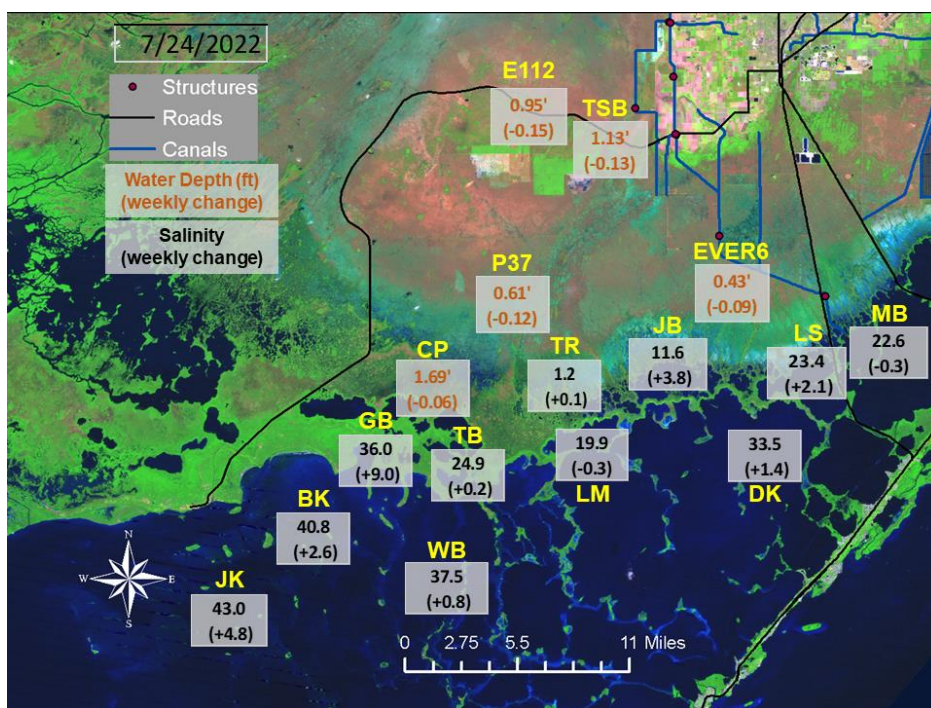 7/24/2022
Structures
Roads
Canals
Water Depth (ft)
(weekly change)
Salinity
(weekly change)
E112
0.95'
(-0.15)
TSB
1.13'
(-0.13)
P37
0.61'
(-0.12)
EVER6
0.43'
(-0.09)
CP
1.69'
(-0.06)
TR
1.2
(+0.1)
JB
11.6
(+3.8)
LS
23.4
(+2.1)
MB
22.6
(-0.3)
GB
36.0
(+9.0)
TB
24.9
(+0.2)
19.9
(-0.3)
LM
33.5
(+1.4)
DK
BK
40.8
(+2.6)
WB
37.5
(+0.8)
JK
43.0
(+4.8)
N
W E
S
0 2.75 5.5 11 Miles